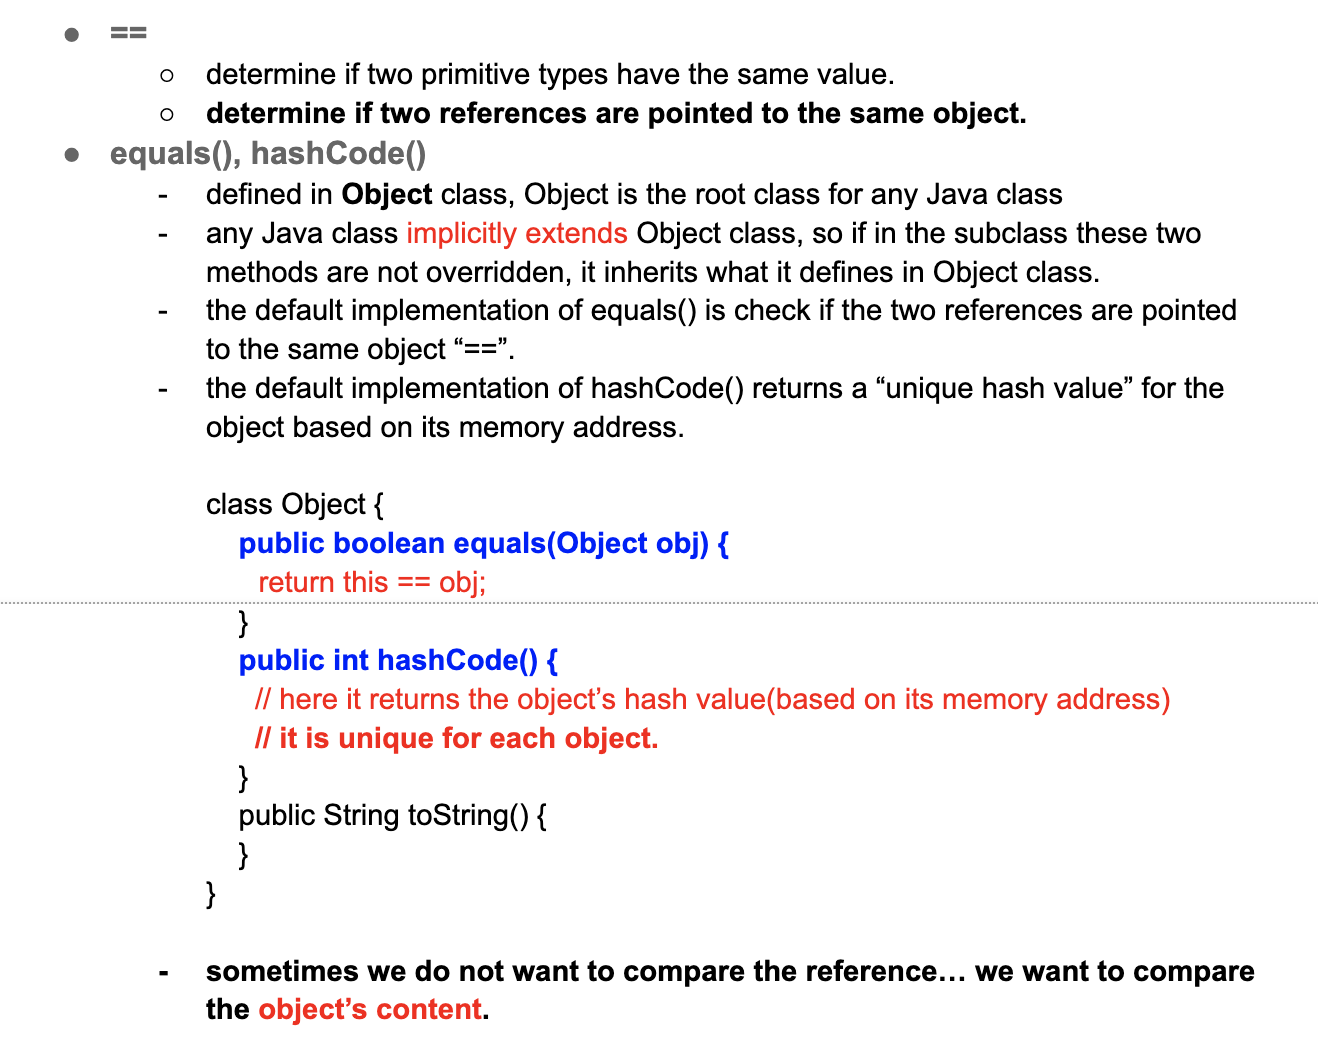 ● ==
○ determine if two primitive types have the same value.
○ determine if two references are pointed to the same object.
● equals(), hashCode()
- defined in Object class, Object is the root class for any Java class
- any Java class implicitly extends Object class, so if in the subclass these two
methods are not overridden, it inherits what it defines in Object class.
- the default implementation of equals() is check if the two references are pointed
to the same object “==”.
- the default implementation of hashCode() returns a “unique hash value” for the
object based on its memory address.
class Object {
public boolean equals(Object obj) {
return this == obj;
}
public int hashCode() {
// here it returns the object’s hash value(based on its memory address)
// it is unique for each object.
}
public String toString() {
}
}
- sometimes we do not want to compare the reference… we want to compare
the object’s content.